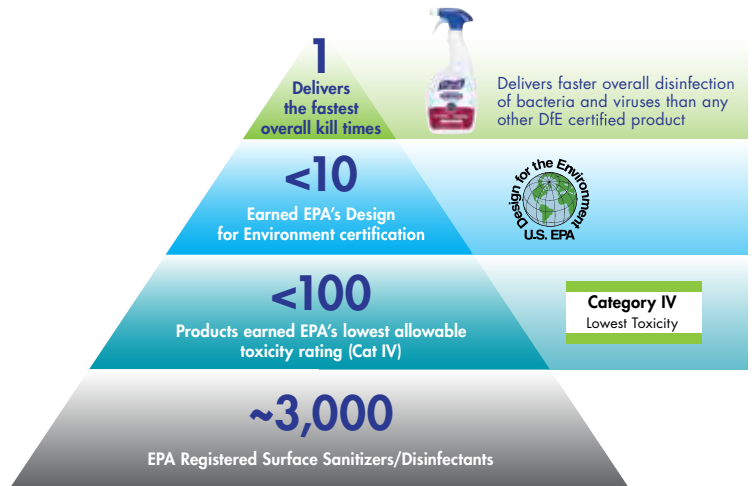 1
Delivers
the fastest
overall kill times
PURELL
Delivers faster overall disinfection
of bacteria and viruses than any
other DfE certified product
<10
Earned EPA's Design
for Environment certification
Design for the Environment
U.S. EPA
<100
Products earned EPA's lowest allowable
toxicity rating (Cat IV)
Category IV
Lowest Toxicity
~3,000
EPA Registered Surface Sanitizers/Disinfectants